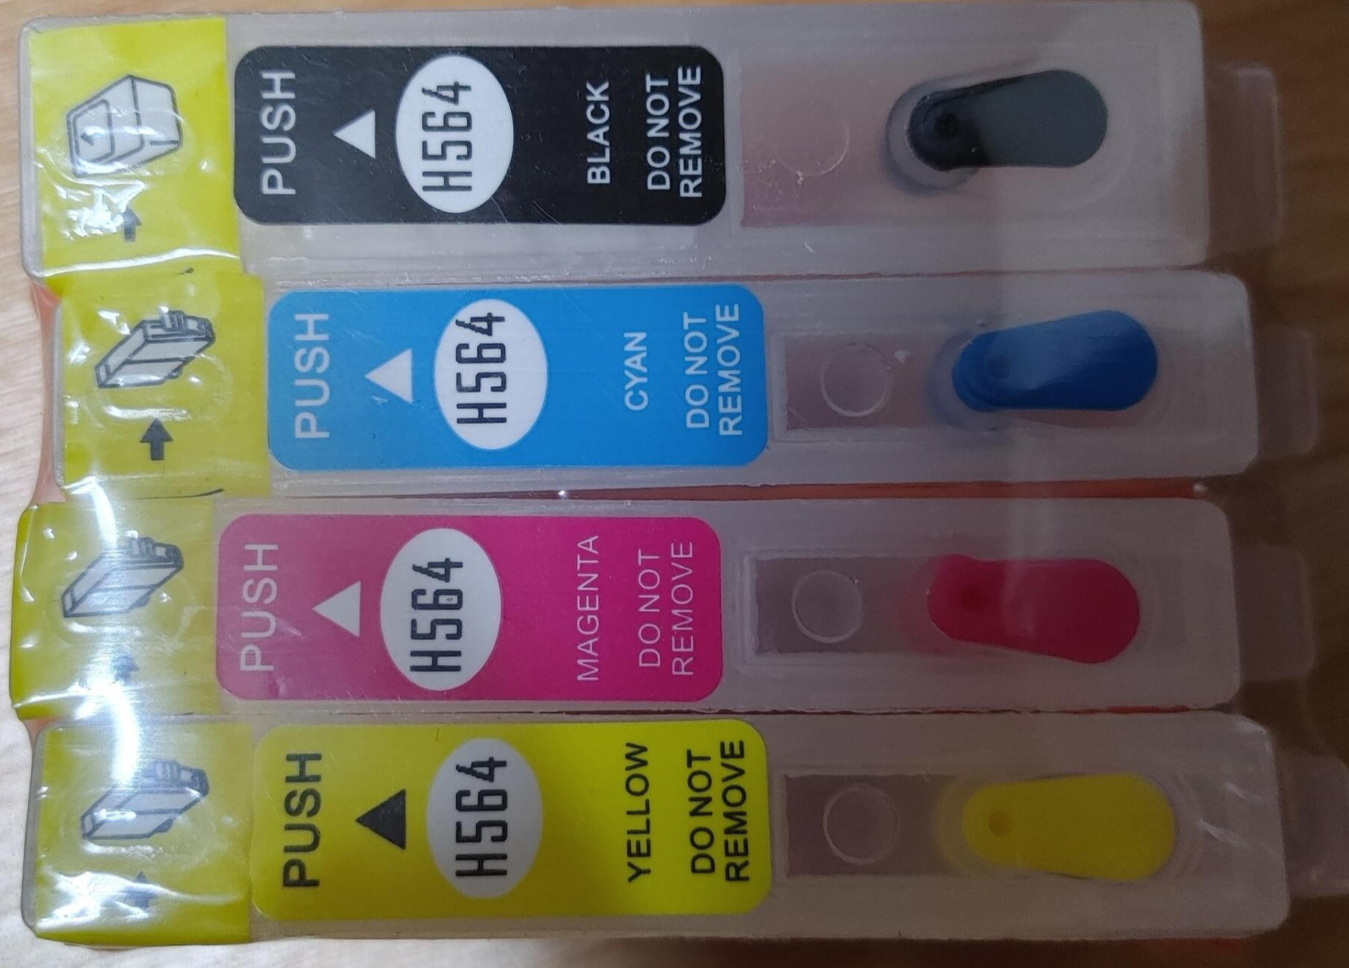 PUSH
H564
BLACK
DO NOT
REMOVE
PUSH
H564
CYAN
DO NOT
REMOVE
PUSH
H564
MAGENTA
DO NOT
REMOVE
PUSH
H564
YELLOW
DO NOT
REMOVE